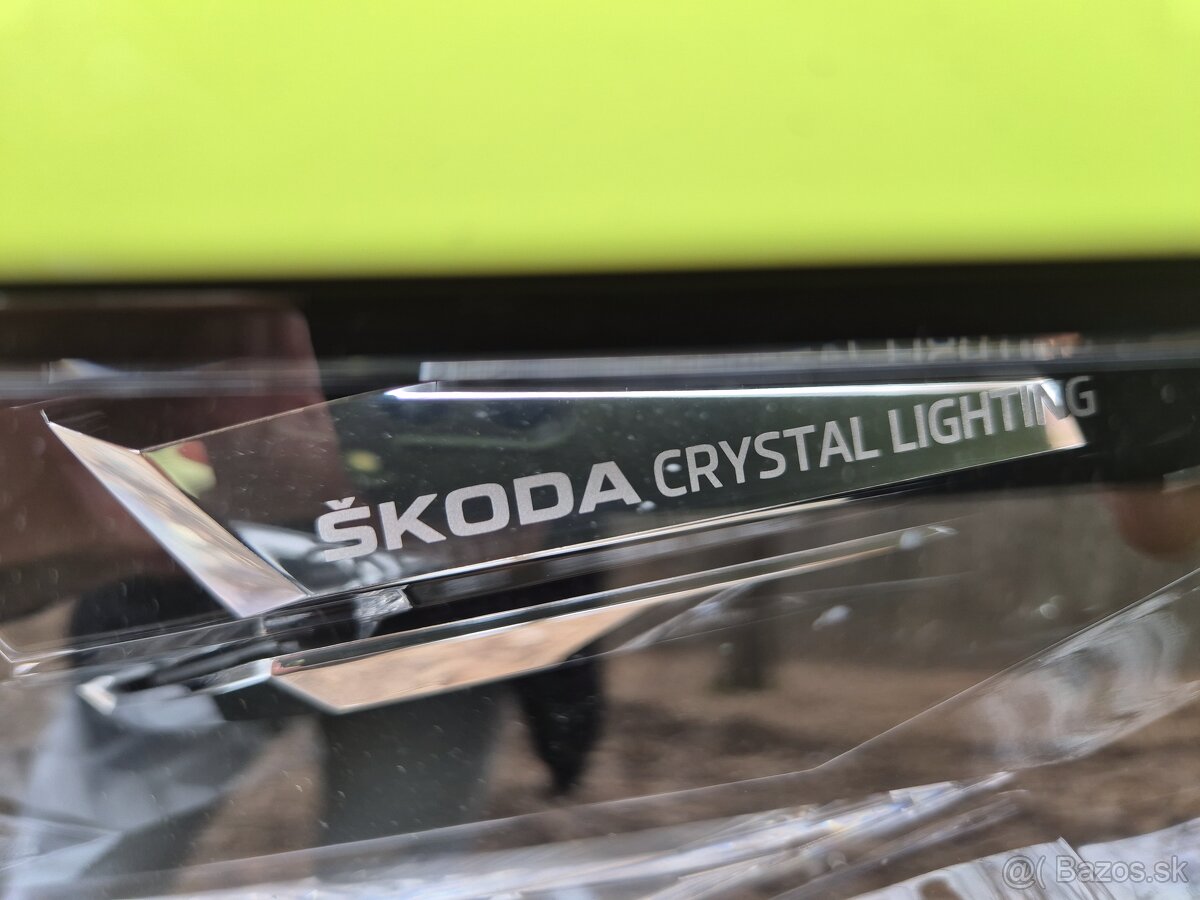 ŠKODA CRYSTAL LIGHTING
@( Bazos.sk